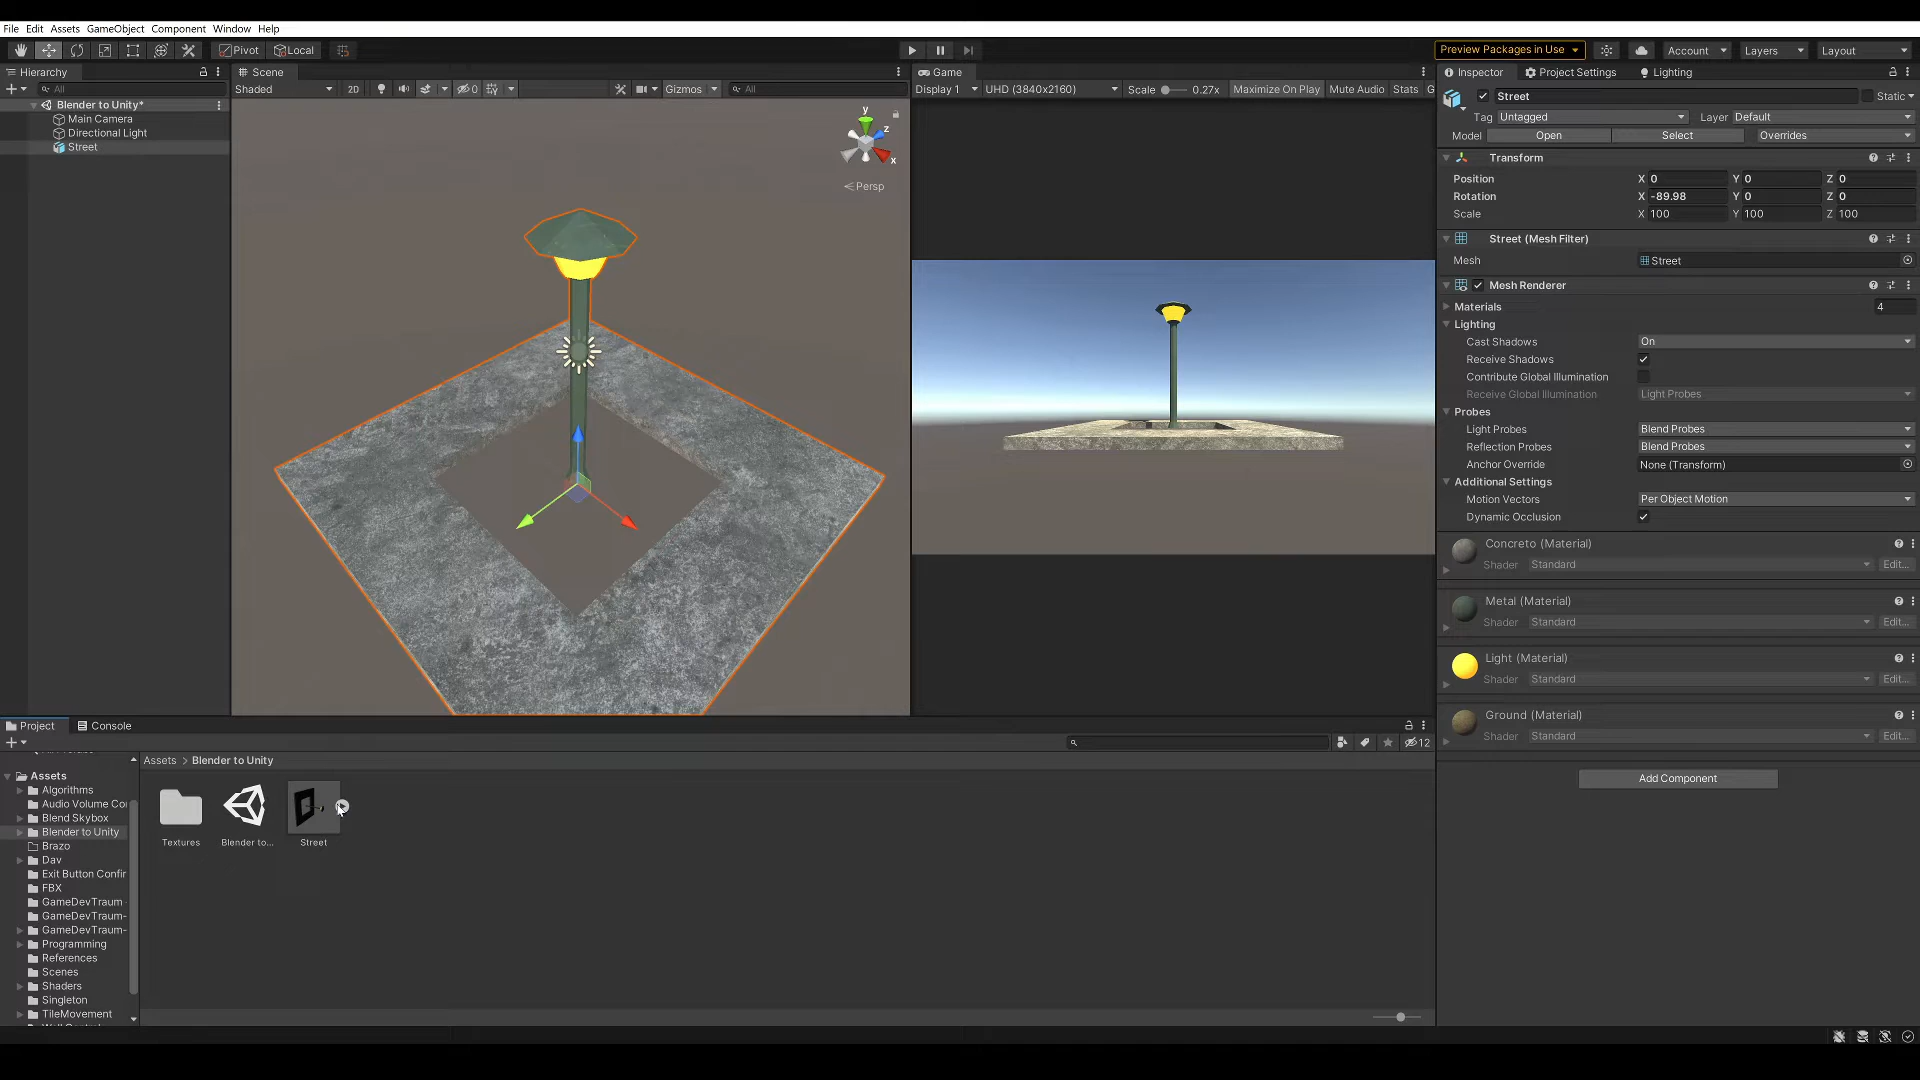 File Edit Assets GameObject Component Window Help
Pivot Local
Preview Packages in Use Account Layers Layout
Hierarchy
All
Blender to Unity*
Main Camera
Directional Light
Street
Scene
Shaded 2D 0 Gizmos All
y
z
x
< Persp
Game
Display 1 UHD (3840x2160) Scale 0.27x Maximize On Play Mute Audio Stats G
Inspector Project Settings Lighting
Street Static
Tag Untagged Layer Default
Model Open Select Overrides
Transform
Position X 0 Y 0 Z 0
Rotation X -89.98 Y 0 Z 0
Scale X 100 Y 100 Z 100
Street (Mesh Filter)
Mesh Street
Mesh Renderer
Materials 4
Lighting
Cast Shadows On
Receive Shadows
Contribute Global Illumination
Receive Global Illumination Light Probes
Probes
Light Probes Blend Probes
Reflection Probes Blend Probes
Anchor Override None (Transform)
Additional Settings
Motion Vectors Per Object Motion
Dynamic Occlusion
Concreto (Material)
Shader Standard Edit...
Metal (Material)
Shader Standard Edit...
Light (Material)
Shader Standard Edit...
Ground (Material)
Shader Standard Edit...
Add Component
Project Console
12
Assets
Algorithms
Audio Volume Co
Blend Skybox
Blender to Unity
Brazo
Dav
Exit Button Confir
FBX
GameDevTraum
GameDevTraum-
GameDevTraum-
Programming
References
Scenes
Shaders
Singleton
TileMovement
Assets > Blender to Unity
Textures Blender to... Street